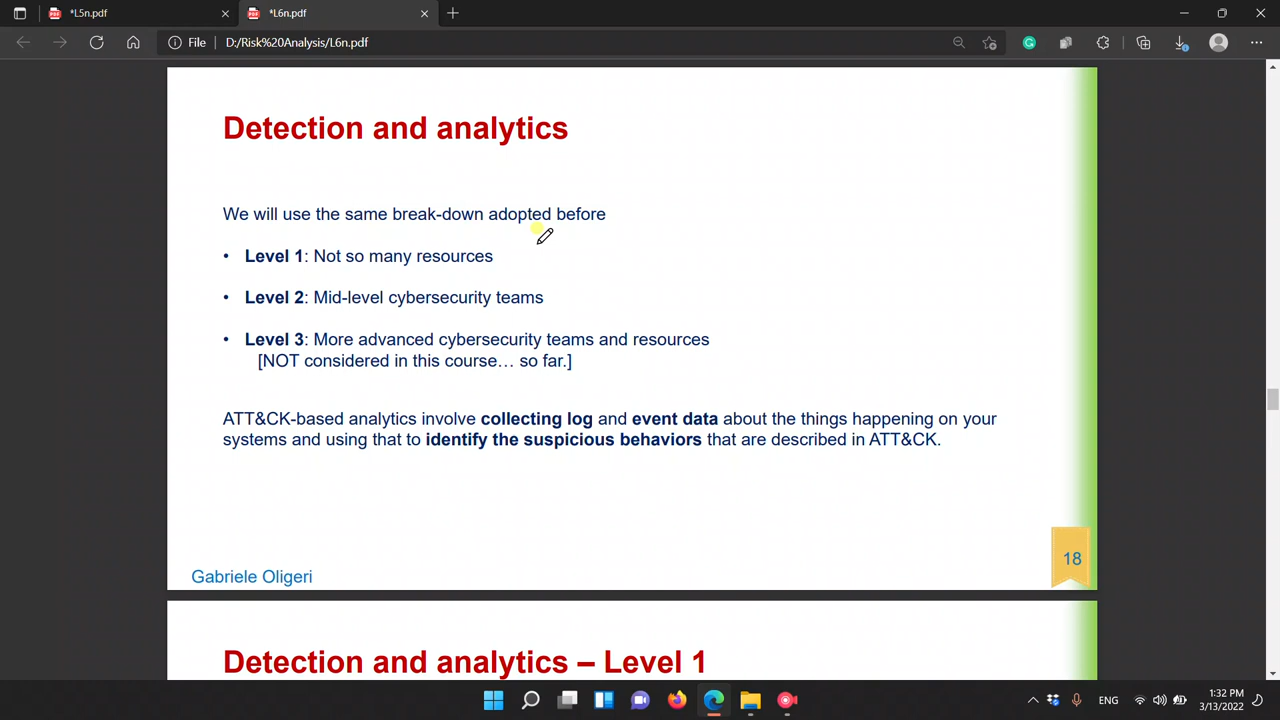 *L5n.pdf
*L6n.pdf
File
D:/Risk%20Analysis/L6n.pdf
Detection and analytics
We will use the same break-down adopted before
• Level 1: Not so many resources
• Level 2: Mid-level cybersecurity teams
• Level 3: More advanced cybersecurity teams and resources
[NOT considered in this course… so far.]
ATT&CK-based analytics involve collecting log and event data about the things happening on your
systems and using that to identify the suspicious behaviors that are described in ATT&CK.
18
Gabriele Oligeri
Detection and analytics – Level 1
ENG
1:32 PM
3/13/2022